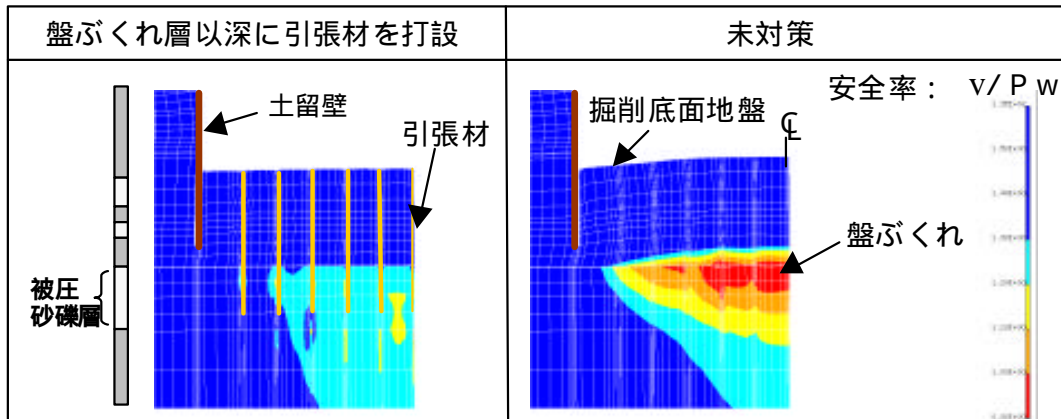 盤ぶくれ層以深に引張材を打設
未対策
土留壁
引張材
被圧
砂礫層
安全率： v/Ｐw
掘削底面地盤
℄
盤ぶくれ